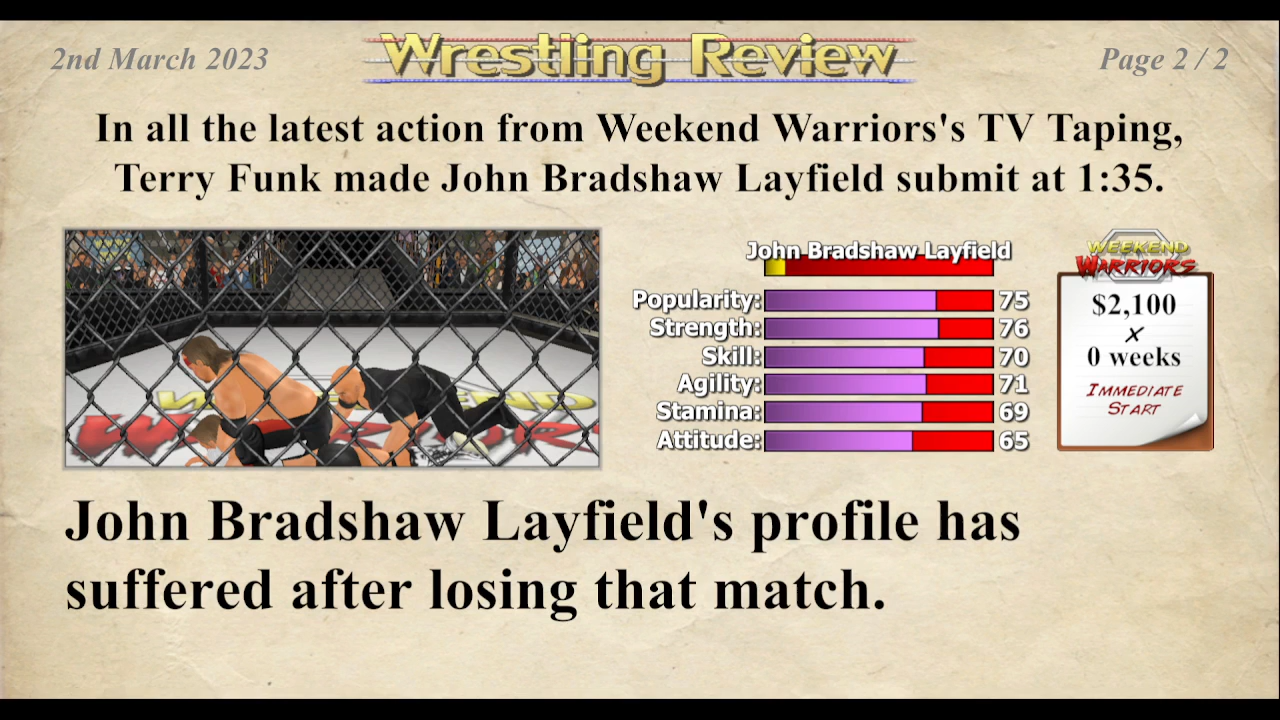 2nd March 2023
Wrestling Review
Page 2 / 2
In all the latest action from Weekend Warriors's TV Taping,
Terry Funk made John Bradshaw Layfield submit at 1:35.
John Bradshaw Layfield
Popularity: 75
Strength: 76
Skill: 70
Agility: 71
Stamina: 69
Attitude: 65
WEEKEND
WARRIORS
$2,100
x
0 weeks
IMMEDIATE
START
John Bradshaw Layfield's profile has
suffered after losing that match.